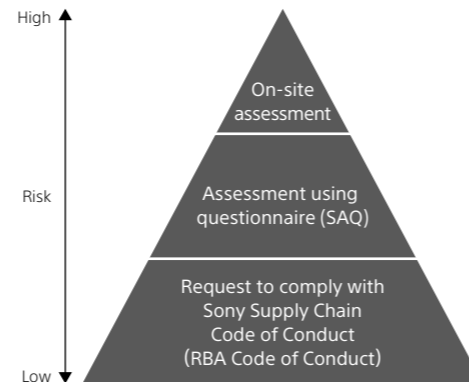 High
On-site
assessment
Risk
Assessment using
questionnaire (SAQ)
Request to comply with
Sony Supply Chain
Code of Conduct
(RBA Code of Conduct)
Low